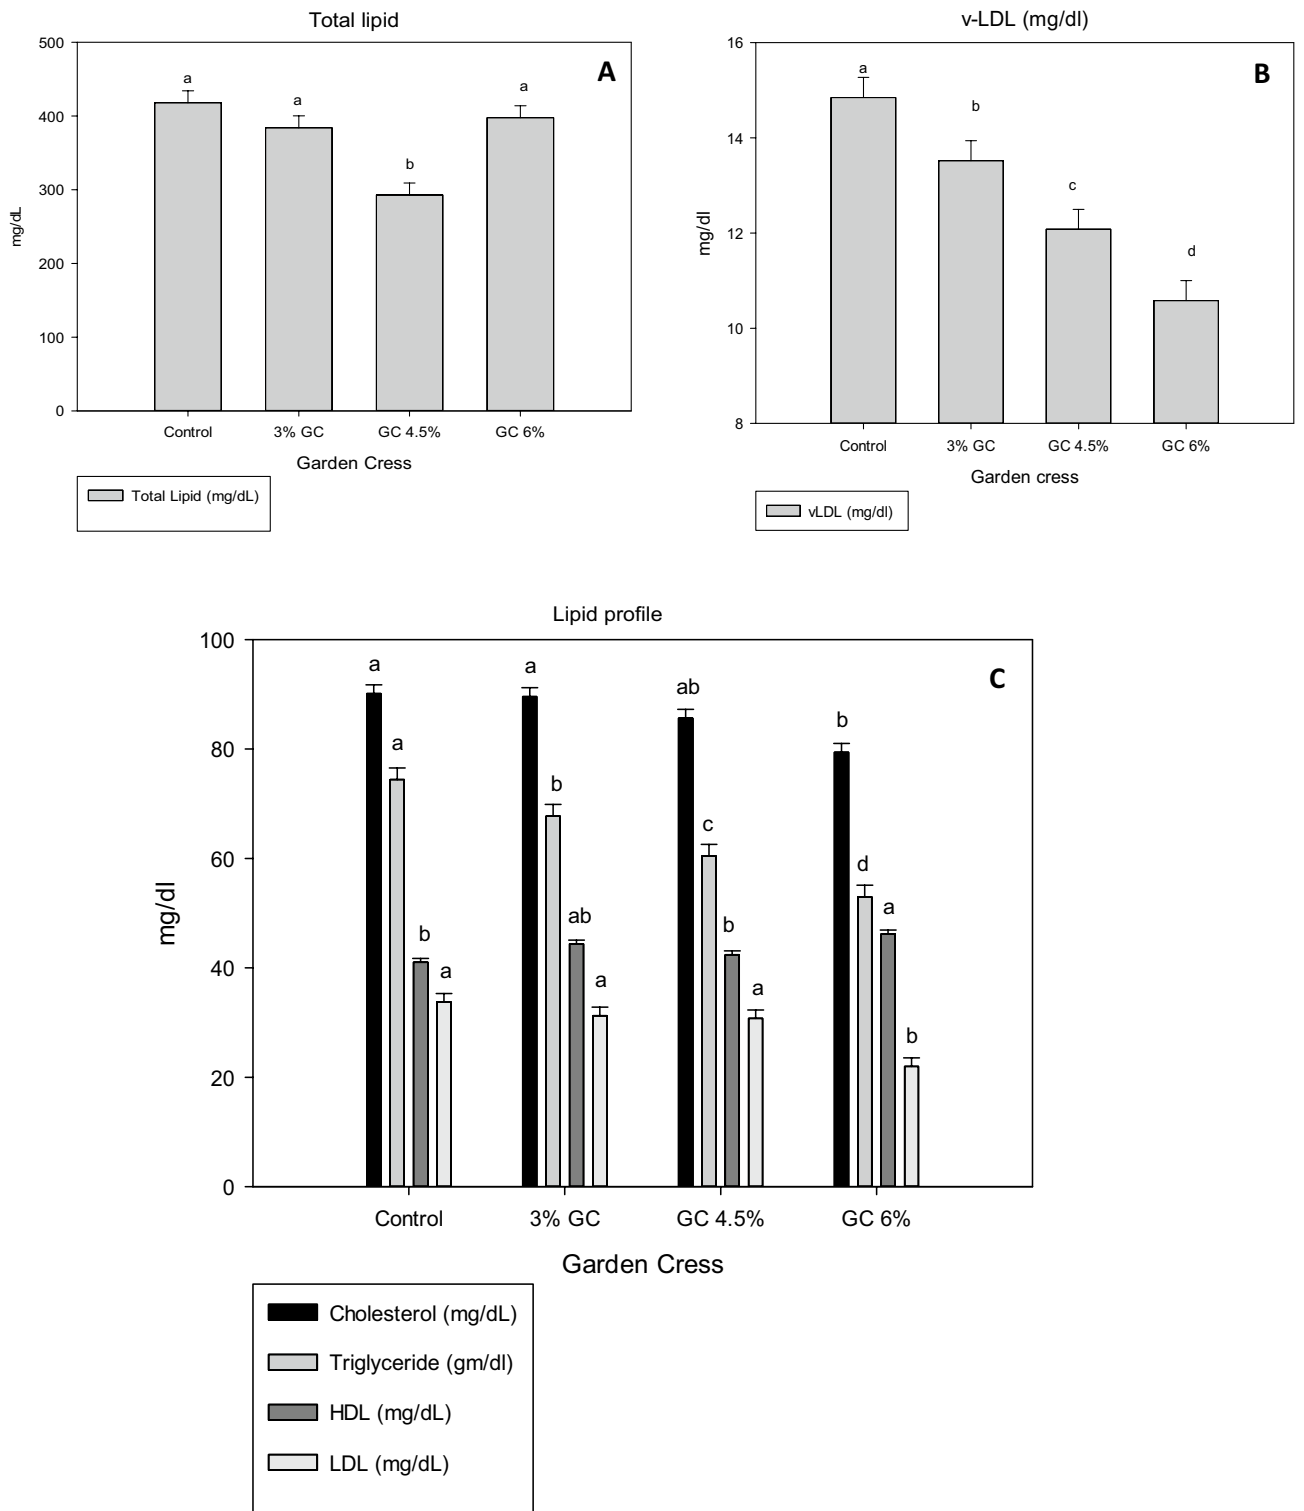 Total lipid
A
500
400
300
200
100
0
mg/dL
a
a
b
a
Control 3% GC GC 4.5% GC 6%
Garden Cress
Total Lipid (mg/dL)
v-LDL (mg/dl)
B
16
14
12
10
8
mg/dl
a
b
c
d
Control 3% GC GC 4.5% GC 6%
Garden cress
vLDL (mg/dl)
Lipid profile
C
100
80
60
40
20
0
mg/dl
a a b a
a b ab a
ab c b a
b d a b
Control 3% GC GC 4.5% GC 6%
Garden Cress
Cholesterol (mg/dL)
Triglyceride (gm/dl)
HDL (mg/dL)
LDL (mg/dL)